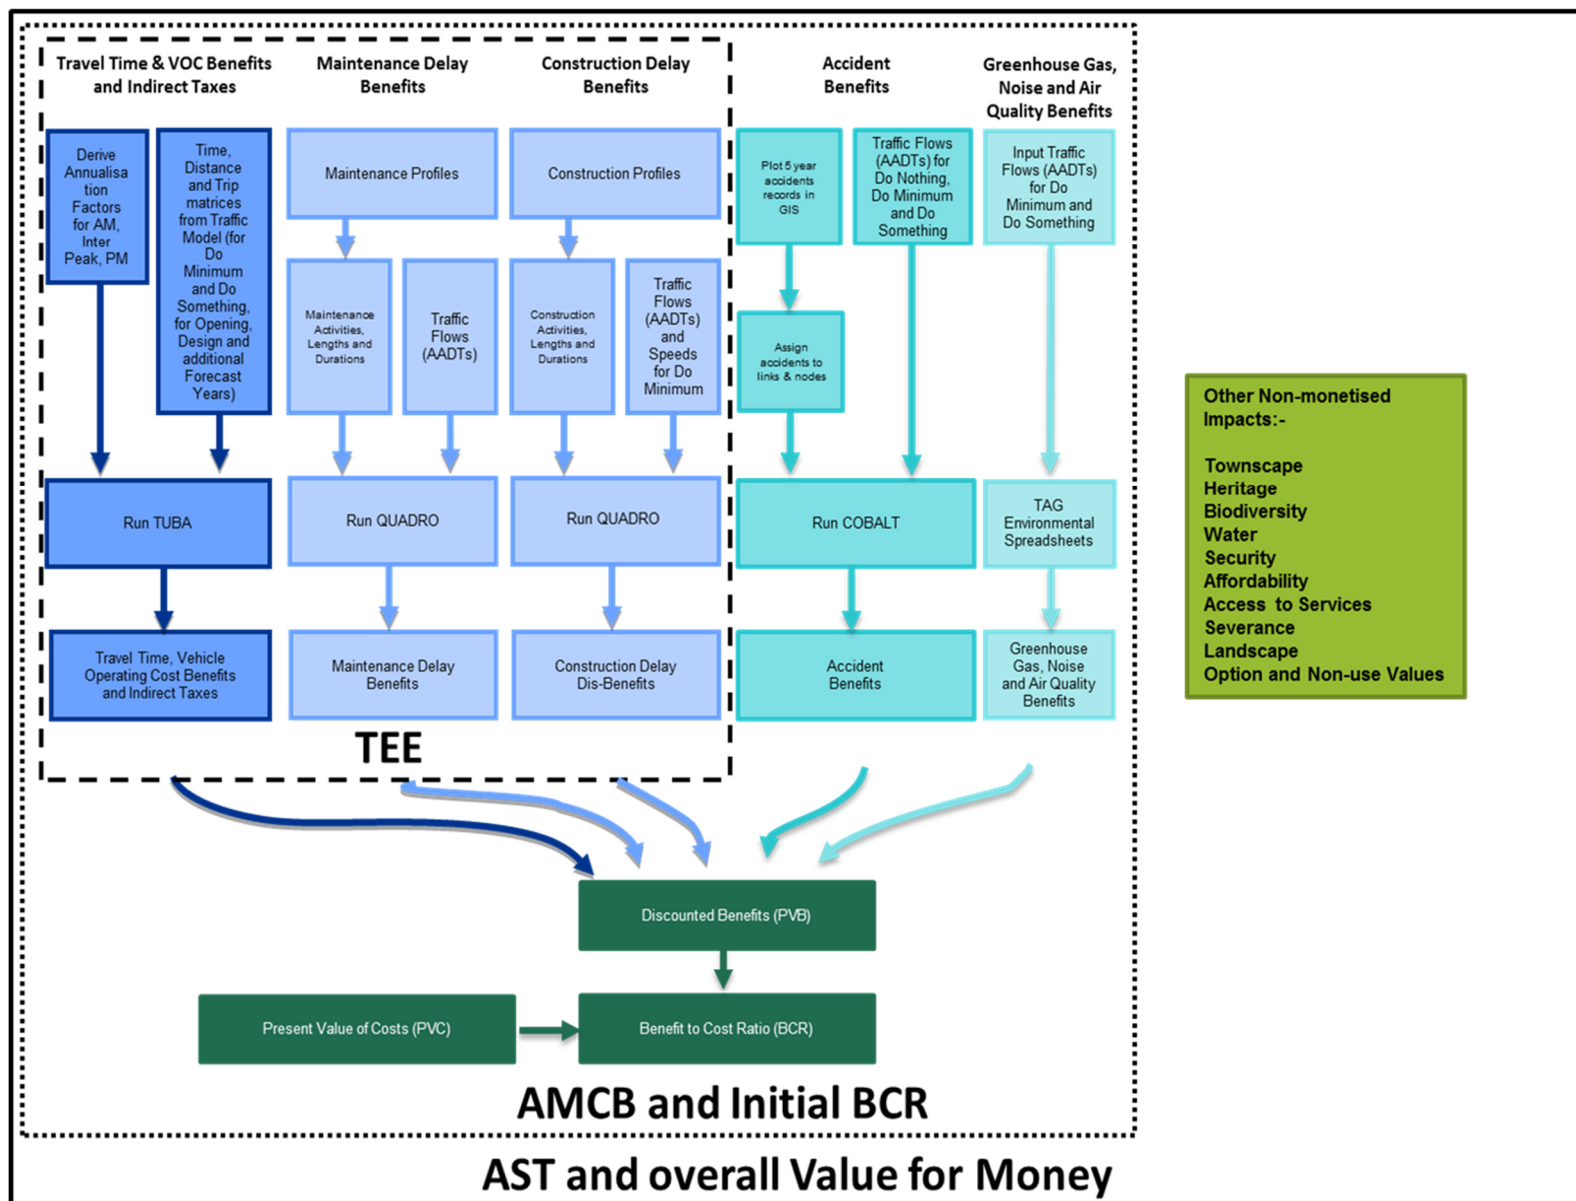 Travel Time & VOC Benefits
and Indirect Taxes
Maintenance Delay
Benefits
Construction Delay
Benefits
Accident
Benefits
Greenhouse Gas,
Noise and Air
Quality Benefits
Derive
Annualisa
tion
Factors
for AM,
Inter
Peak, PM
Time,
Distance
and Trip
matrices
from Traffic
Model (for
Do
Minimum
and Do
Something,
for Opening,
Design and
additional
Forecast
Years)
Maintenance Profiles
Construction Profiles
Plot 5 year
accidents
records in
GIS
Traffic Flows
(AADTs) for
Do Nothing,
Do Minimum
and Do
Something
Input Traffic
Flows (AADTs)
for Do
Minimum and
Do Something
Maintenance
Activities,
Lengths and
Durations
Traffic
Flows
(AADTs)
Construction
Activities,
Lengths and
Durations
Traffic
Flows
(AADTs)
and
Speeds
for Do
Minimum
Assign
accidents to
links & nodes
Run TUBA
Run QUADRO
Run QUADRO
Run COBALT
TAG
Environmental
Spreadsheets
Travel Time, Vehicle
Operating Cost Benefits
and Indirect Taxes
Maintenance Delay
Benefits
Construction Delay
Dis-Benefits
Accident
Benefits
Greenhouse
Gas, Noise
and Air Quality
Benefits
TEE
Discounted Benefits (PVB)
Present Value of Costs (PVC)
Benefit to Cost Ratio (BCR)
AMCB and Initial BCR
AST and overall Value for Money
Other Non-monetised
Impacts:-
Townscape
Heritage
Biodiversity
Water
Security
Affordability
Access to Services
Severance
Landscape
Option and Non-use Values